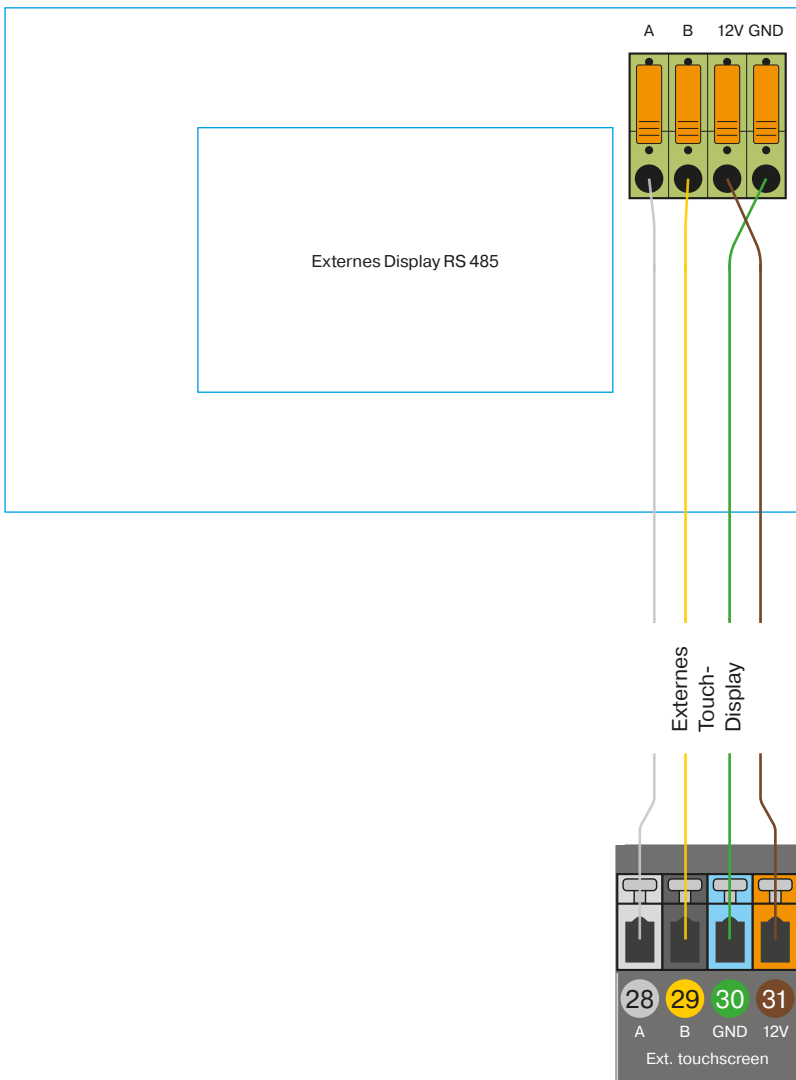 A B 12V GND
Externes Display RS 485
Externes
Touch-
Display
28 29 30 31
A B GND 12V
Ext. touchscreen